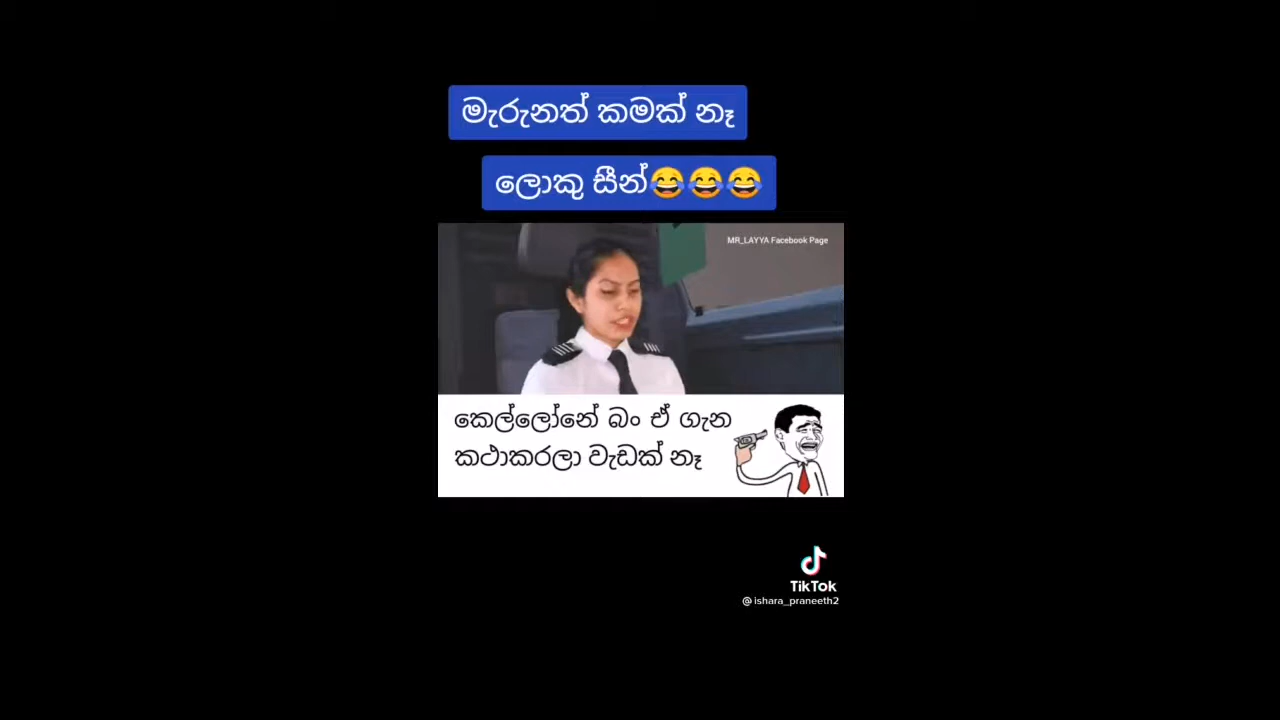 මැරුනත් කමක් නෑ
ලොකු සීන්😂😂😂
MR_LAYYA Facebook Page
කෙල්ලෝනේ බං ඒ ගැන
කථාකරලා වැඩක් නෑ
TikTok
@ishara_praneeth2